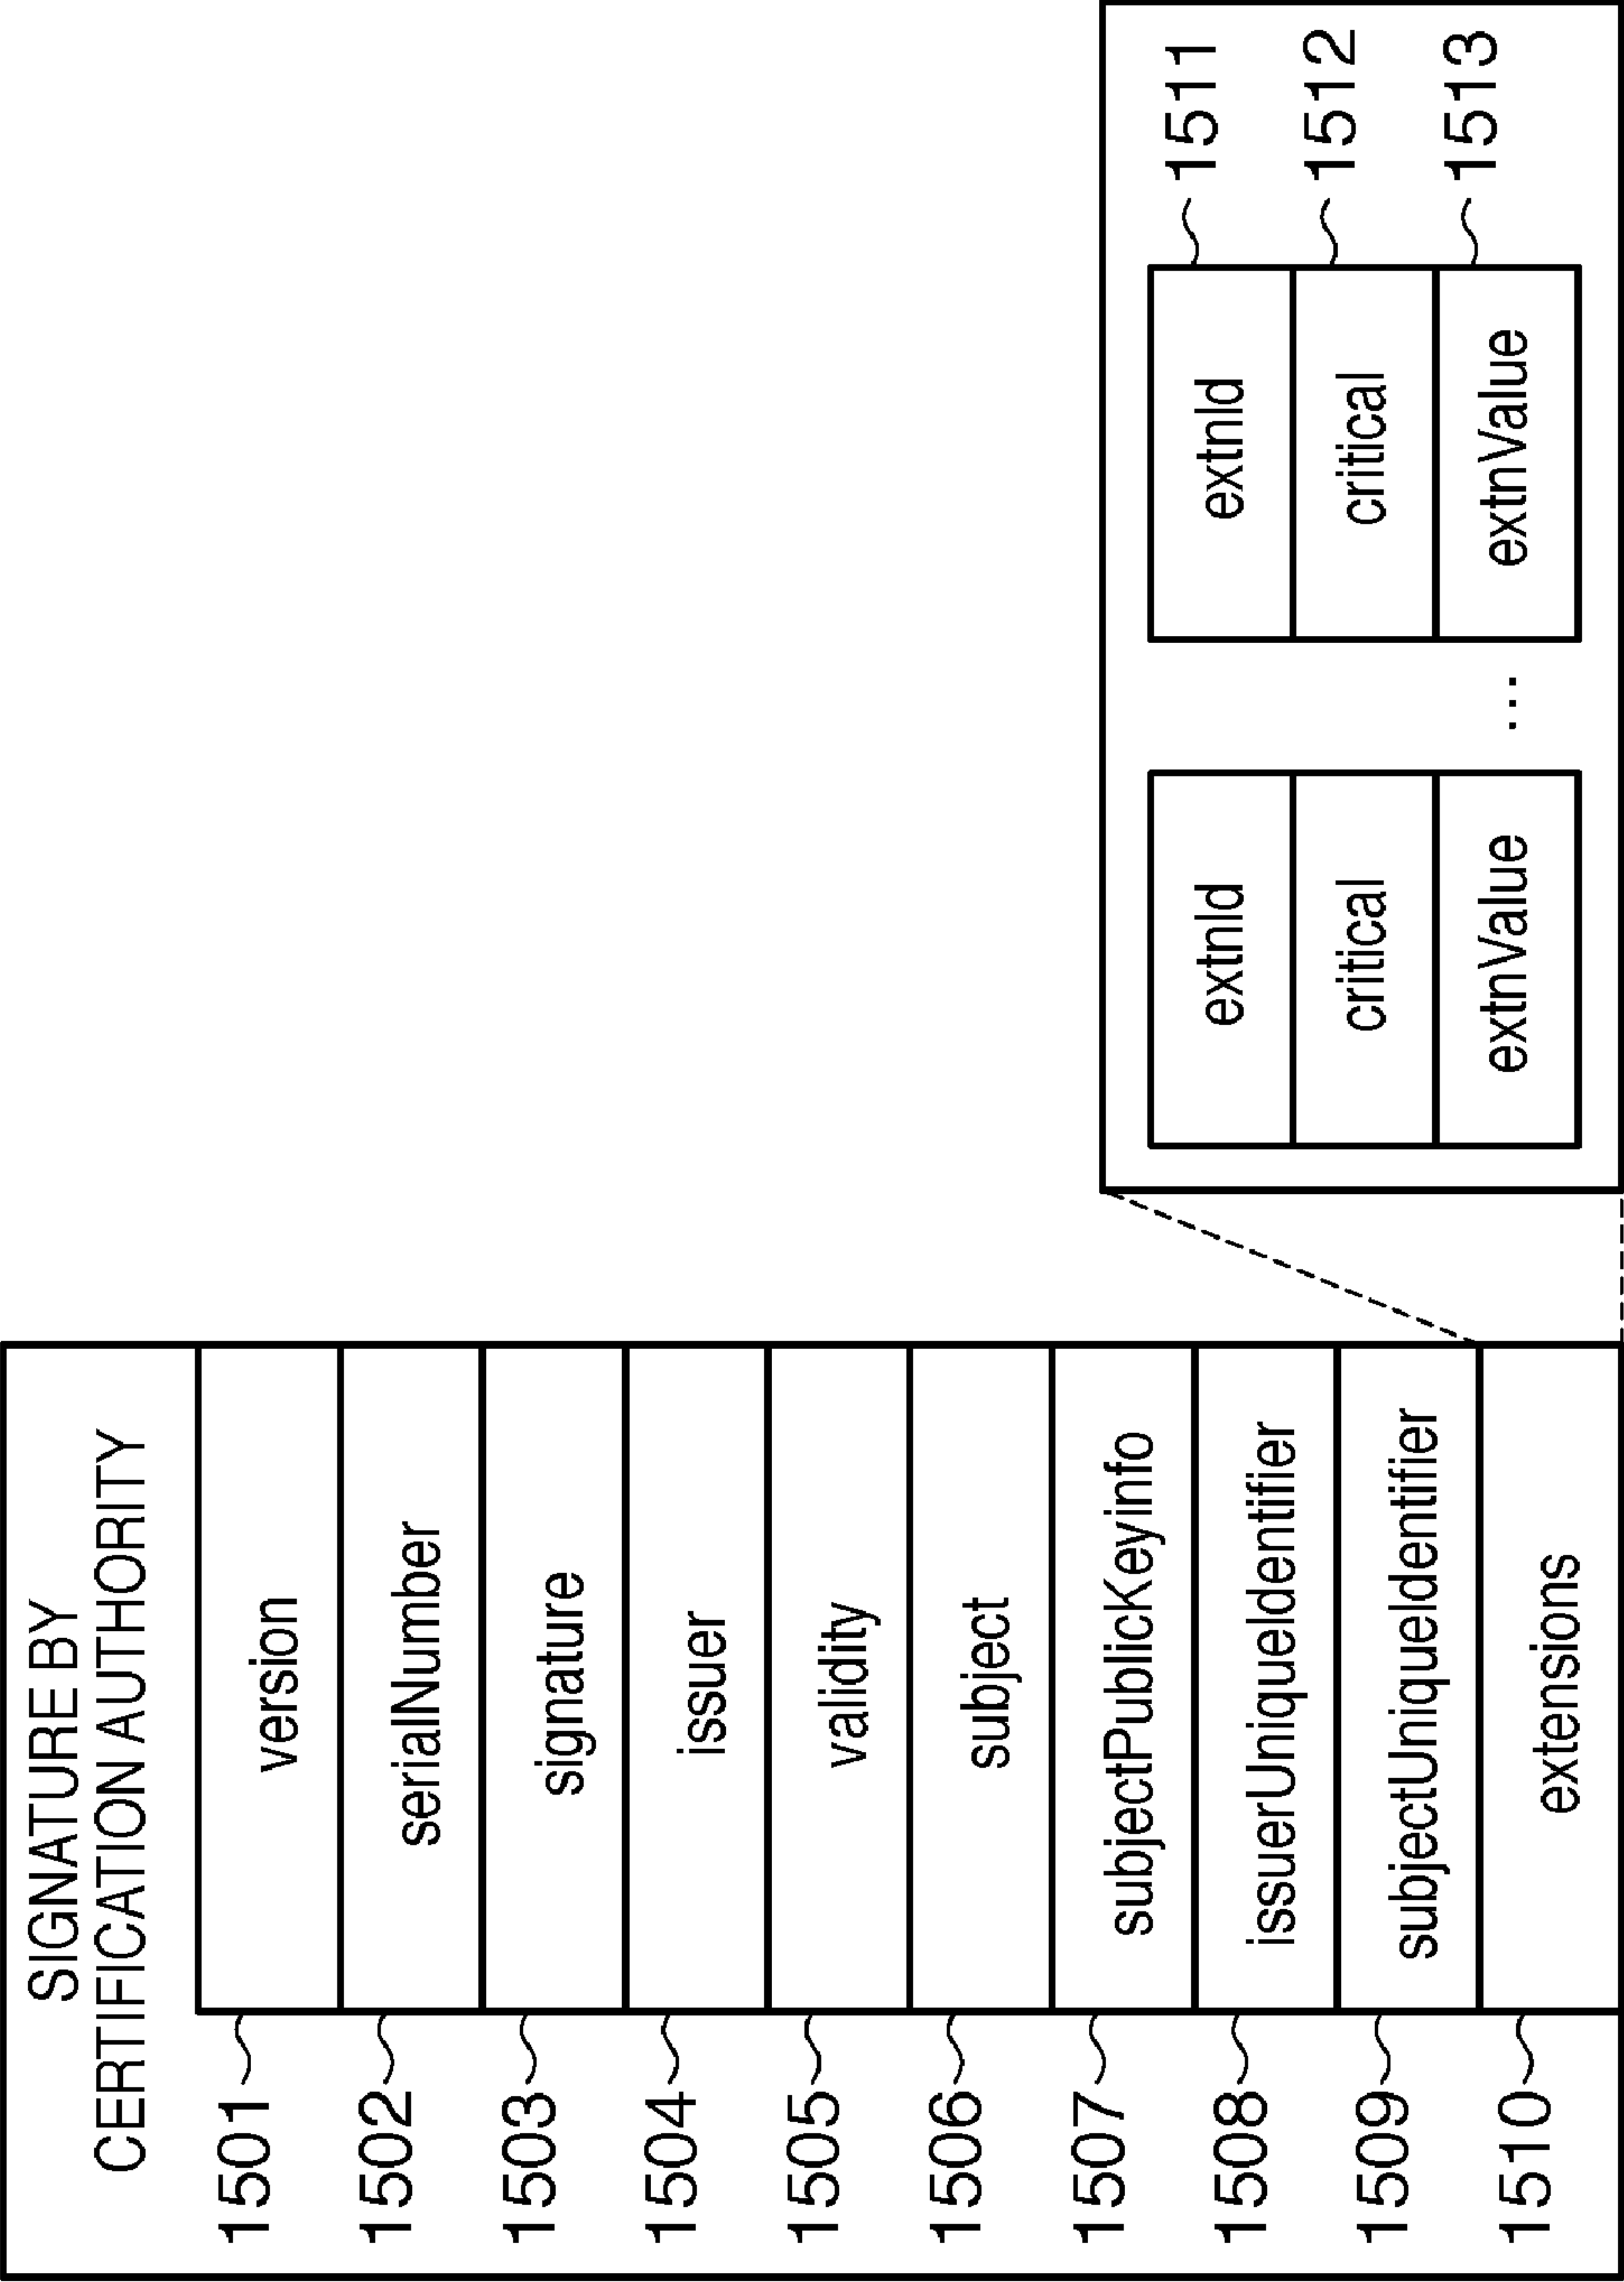 SIGNATURE BY
CERTIFICATION AUTHORITY
1501 version
1502 serialNumber
1503 signature
1504 issuer
1505 validity
1506 subject
1507 subjectPublicKeyinfo
1508 issuerUniqueIdentifier
1509 subjectUniqueIdentifier
1510 extensions
extnId extnId 1511
critical critical 1512
extnValue ... extnValue 1513